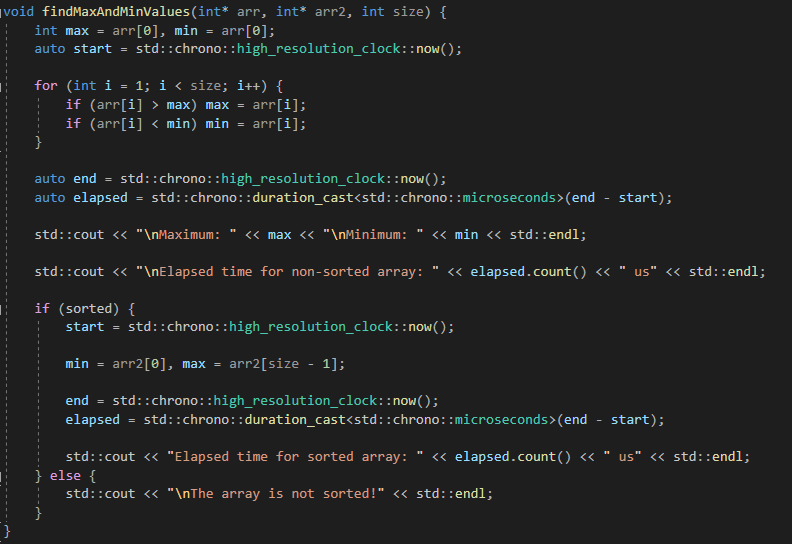 void findMaxAndMinValues(int* arr, int* arr2, int size) {
    int max = arr[0], min = arr[0];
    auto start = std::chrono::high_resolution_clock::now();

    for (int i = 1; i < size; i++) {
        if (arr[i] > max) max = arr[i];
        if (arr[i] < min) min = arr[i];
    }

    auto end = std::chrono::high_resolution_clock::now();
    auto elapsed = std::chrono::duration_cast<std::chrono::microseconds>(end - start);

    std::cout << "\nMaximum: " << max << "\nMinimum: " << min << std::endl;

    std::cout << "\nElapsed time for non-sorted array: " << elapsed.count() << " us" << std::endl;

    if (sorted) {
        start = std::chrono::high_resolution_clock::now();

        min = arr2[0], max = arr2[size - 1];

        end = std::chrono::high_resolution_clock::now();
        elapsed = std::chrono::duration_cast<std::chrono::microseconds>(end - start);

        std::cout << "Elapsed time for sorted array: " << elapsed.count() << " us" << std::endl;
    } else {
        std::cout << "\nThe array is not sorted!" << std::endl;
    }
}